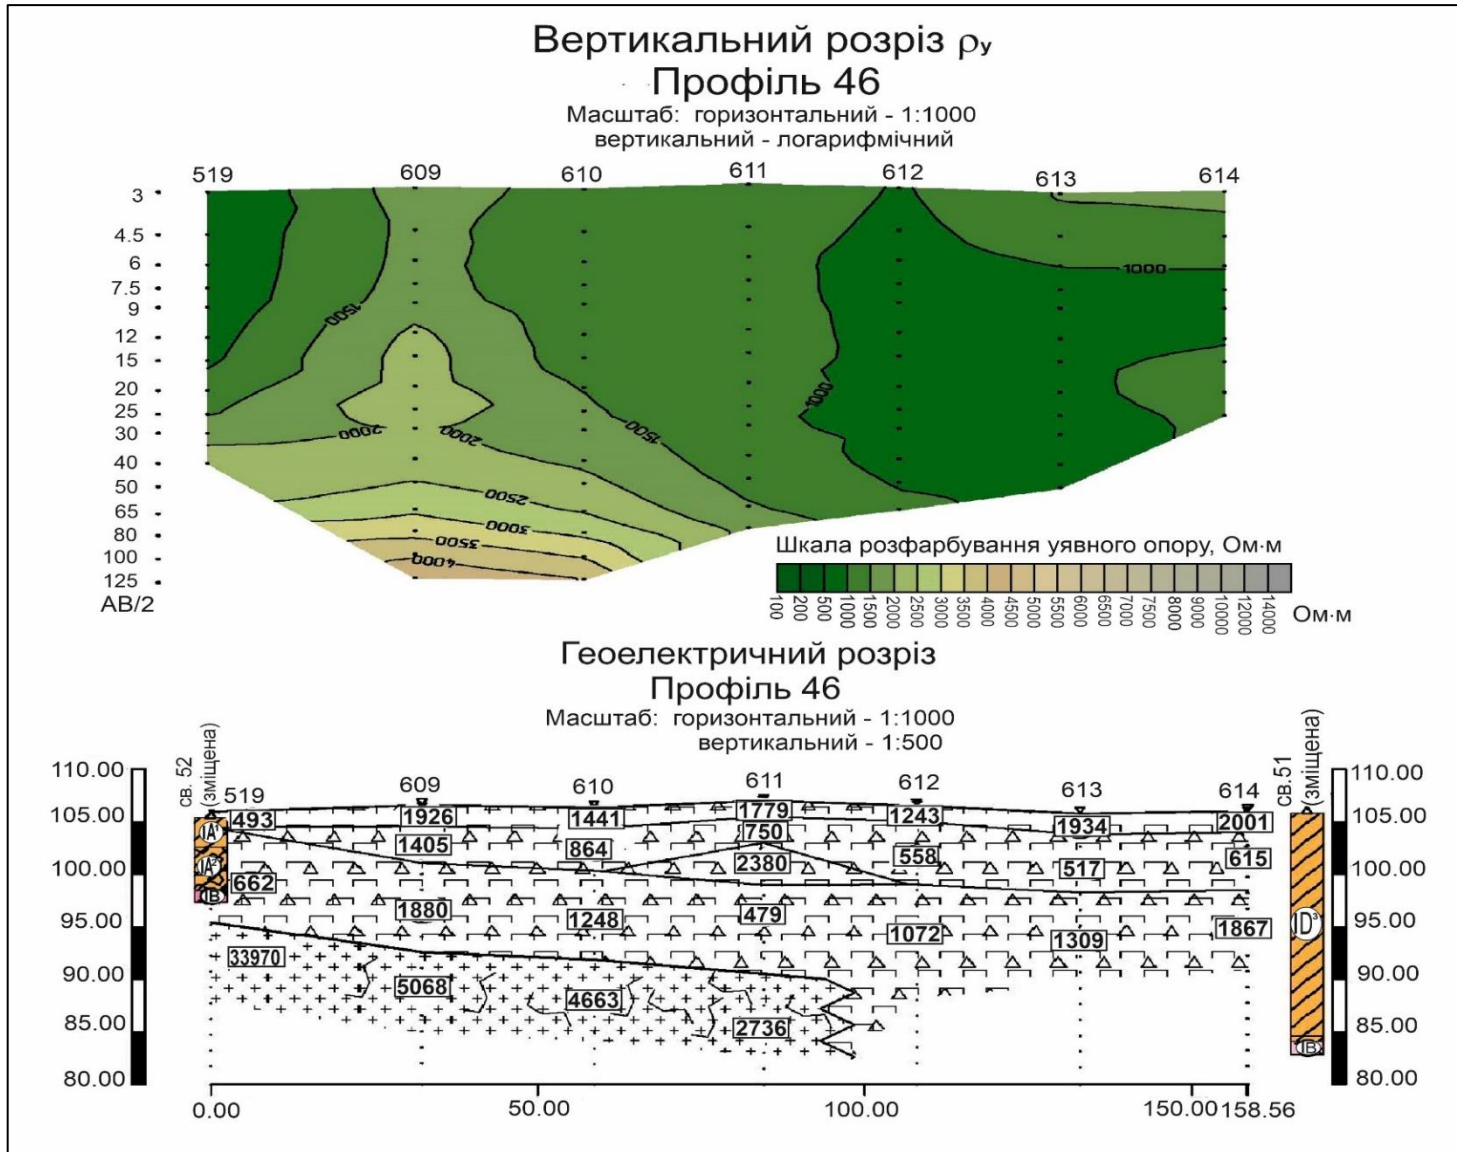 Вертикальний розріз ρу
Профіль 46
Масштаб: горизонтальний - 1:1000
вертикальний - логарифмічний
519 609 610 611 612 613 614
3
4.5
6
7.5
9
12
15
20
25
30
40
50
65
80
100
125
AB/2
1500
2000
2000
2500
3000
3500
4000
1500
1000
1000
Шкала розфарбування уявного опору, Ом·м
100 200 500 1000 1500 2000 2500 3000 3500 4000 4500 5000 5500 6000 6500 7000 7500 8000 9000 10000 12000 14000
Ом·м
Геоелектричний розріз
Профіль 46
Масштаб: горизонтальний - 1:1000
вертикальний - 1:500
св. 52
(зміщена)
св.51
(зміщена)
519 609 610 611 612 613 614
110.00 110.00
105.00 105.00
100.00 100.00
95.00 95.00
90.00 90.00
85.00 85.00
80.00 80.00
493 1926 1441 1779 1243 1934 2001
IA¹ 1405 864 750 558 517 615
IA² 662 2380
IB 1880 1248 479 1072 1309 1867 ID³
33970 5068 4663 2736 IB
0.00 50.00 100.00 150.00 158.56